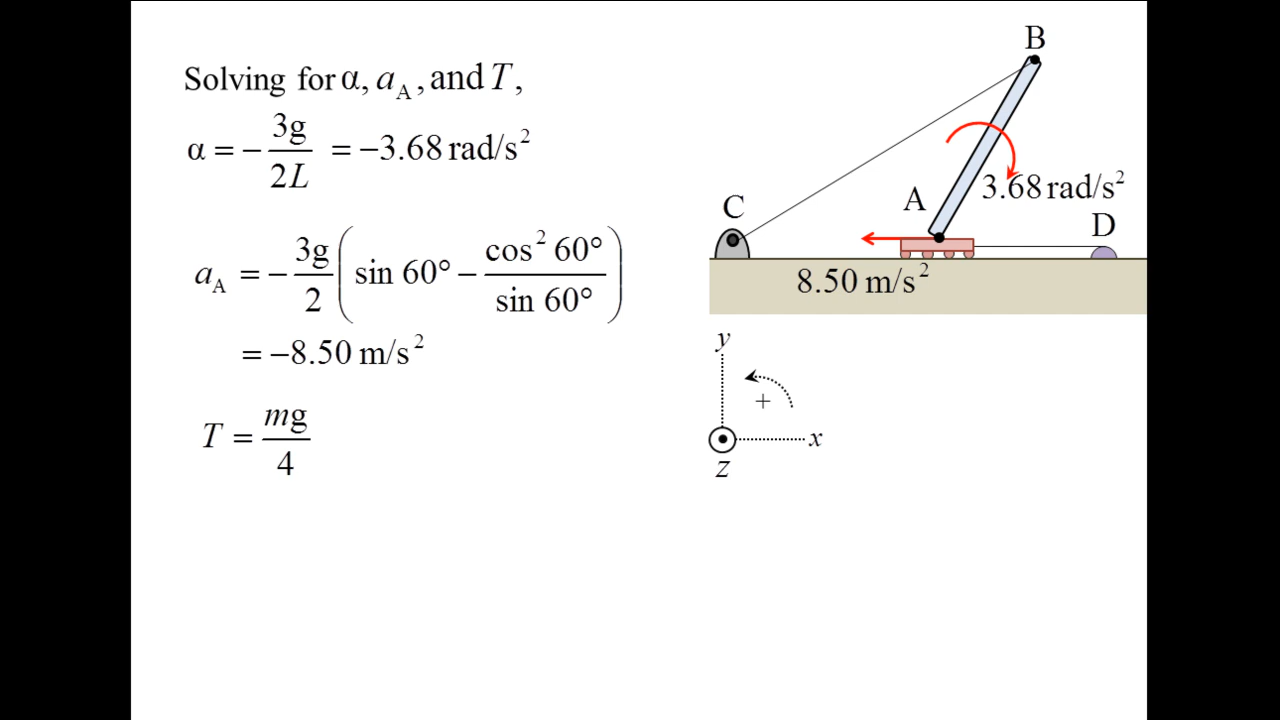 Solving for α, a_A, and T,
α = −3g/2L = −3.68 rad/s²
a_A = −3g/2 (sin 60° − cos² 60°/sin 60°)
= −8.50 m/s²
T = mg/4
B
A
3.68 rad/s²
C
D
8.50 m/s²
y
+
x
z